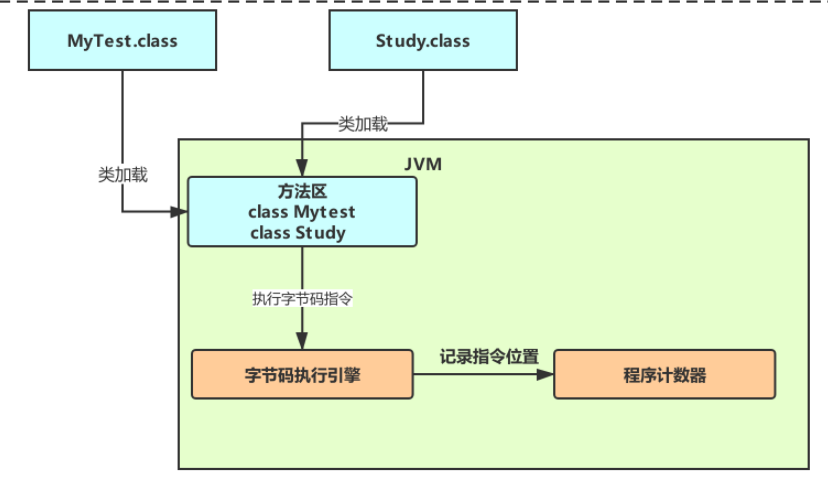 MyTest.class
Study.class
类加载
类加载
JVM
方法区
class Mytest
class Study
执行字节码指令
字节码执行引擎
记录指令位置
程序计数器